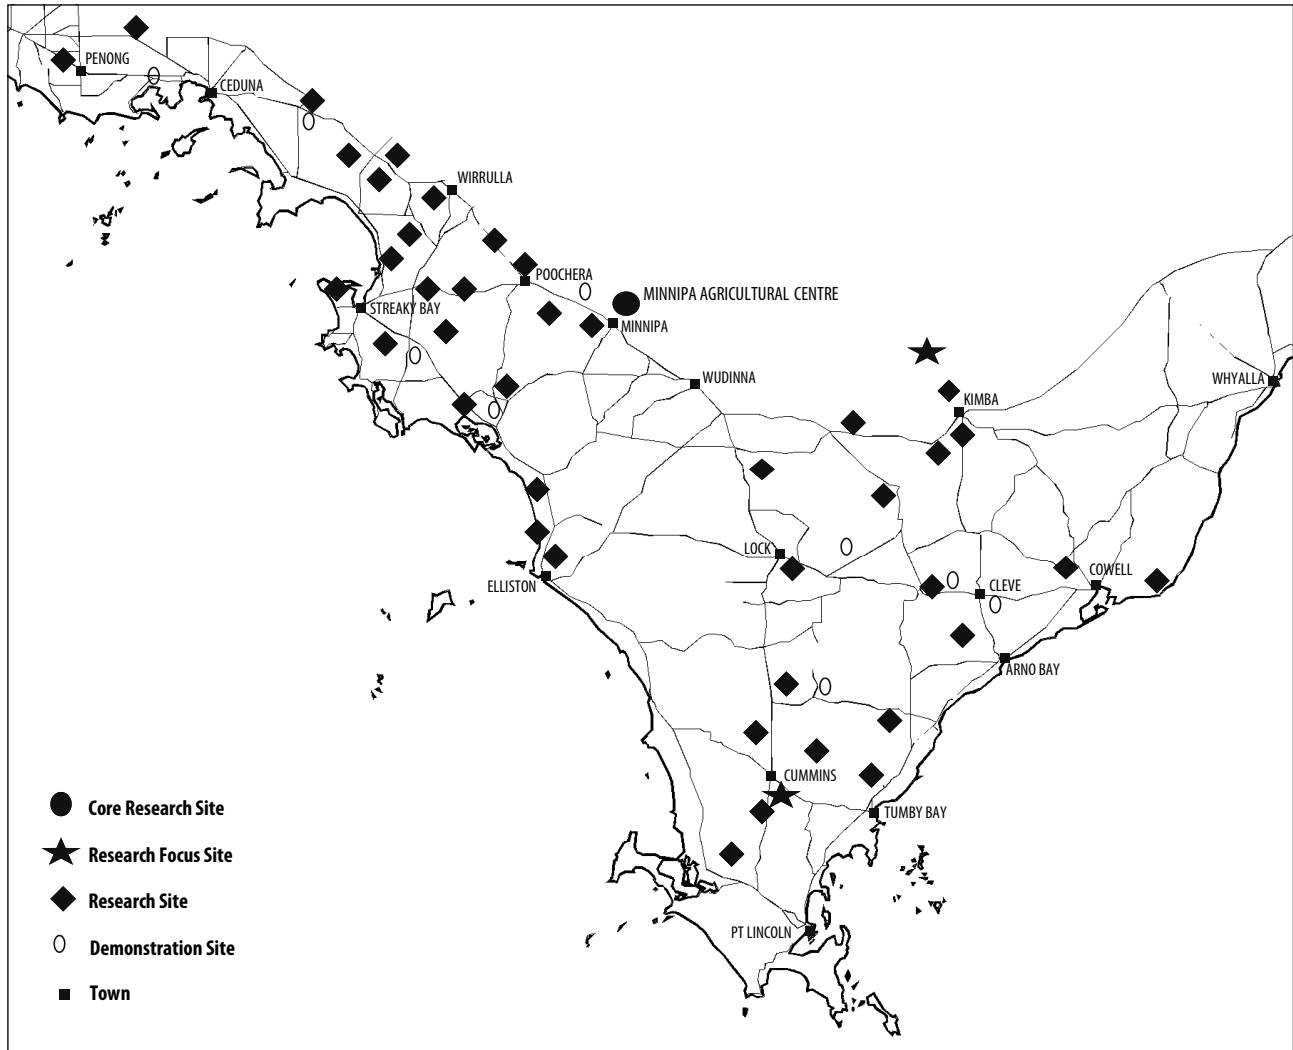 PENONG
CEDUNA
WIRRULLA
POOCHERA
MINNIPA AGRICULTURAL CENTRE
STREAKY BAY
MINNIPA
WUDINNA
WHYALLA
KIMBA
LOCK
COWELL
ELLISTON
CLEVE
ARNO BAY
CUMMINS
TUMBY BAY
PT LINCOLN
Core Research Site
Research Focus Site
Research Site
Demonstration Site
Town